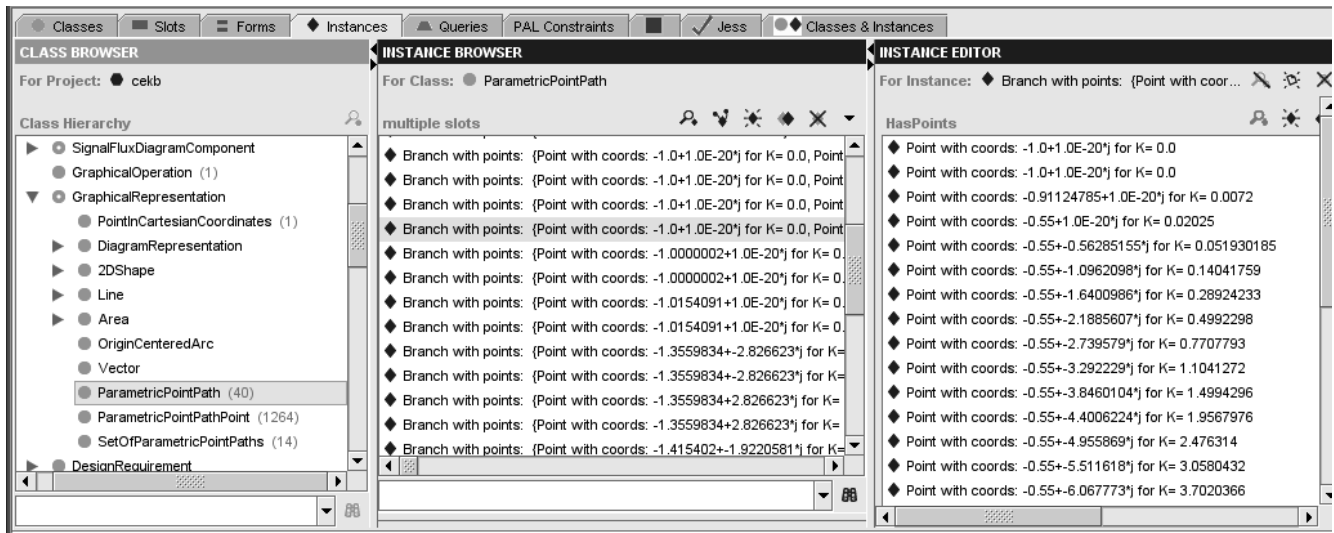 Classes Slots Forms Instances Queries PAL Constraints Jess Classes & Instances
CLASS BROWSER
For Project: cekb
Class Hierarchy
SignalFluxDiagramComponent
GraphicalOperation (1)
GraphicalRepresentation
PointInCartesianCoordinates (1)
DiagramRepresentation
2DShape
Line
Area
OriginCenteredArc
Vector
ParametricPointPath (40)
ParametricPointPathPoint (1264)
SetOfParametricPointPaths (14)
DesignRequirement
INSTANCE BROWSER
For Class: ParametricPointPath
multiple slots
Branch with points: {Point with coords: -1.0+1.0E-20*j for K= 0.0, Point
Branch with points: {Point with coords: -1.0+1.0E-20*j for K= 0.0, Point
Branch with points: {Point with coords: -1.0+1.0E-20*j for K= 0.0, Point
Branch with points: {Point with coords: -1.0+1.0E-20*j for K= 0.0, Point
Branch with points: {Point with coords: -1.0000002+1.0E-20*j for K= 0.
Branch with points: {Point with coords: -1.0000002+1.0E-20*j for K= 0.
Branch with points: {Point with coords: -1.0154091+1.0E-20*j for K= 0.
Branch with points: {Point with coords: -1.0154091+1.0E-20*j for K= 0.
Branch with points: {Point with coords: -1.3559834+-2.826623*j for K=
Branch with points: {Point with coords: -1.3559834+-2.826623*j for K=
Branch with points: {Point with coords: -1.3559834+2.826623*j for K=
Branch with points: {Point with coords: -1.3559834+2.826623*j for K=
Branch with points: {Point with coords: -1.415402+-1.9220581*j for K=
INSTANCE EDITOR
For Instance: Branch with points: {Point with coor...
HasPoints
Point with coords: -1.0+1.0E-20*j for K= 0.0
Point with coords: -1.0+1.0E-20*j for K= 0.0
Point with coords: -0.91124785+1.0E-20*j for K= 0.0072
Point with coords: -0.55+1.0E-20*j for K= 0.02025
Point with coords: -0.55+-0.56285155*j for K= 0.051930185
Point with coords: -0.55+-1.0962098*j for K= 0.14041759
Point with coords: -0.55+-1.6400986*j for K= 0.28924233
Point with coords: -0.55+-2.1885607*j for K= 0.4992298
Point with coords: -0.55+-2.739579*j for K= 0.7707793
Point with coords: -0.55+-3.292229*j for K= 1.1041272
Point with coords: -0.55+-3.8460104*j for K= 1.4994296
Point with coords: -0.55+-4.4006224*j for K= 1.9567976
Point with coords: -0.55+-4.955869*j for K= 2.476314
Point with coords: -0.55+-5.511618*j for K= 3.0580432
Point with coords: -0.55+-6.067773*j for K= 3.7020366